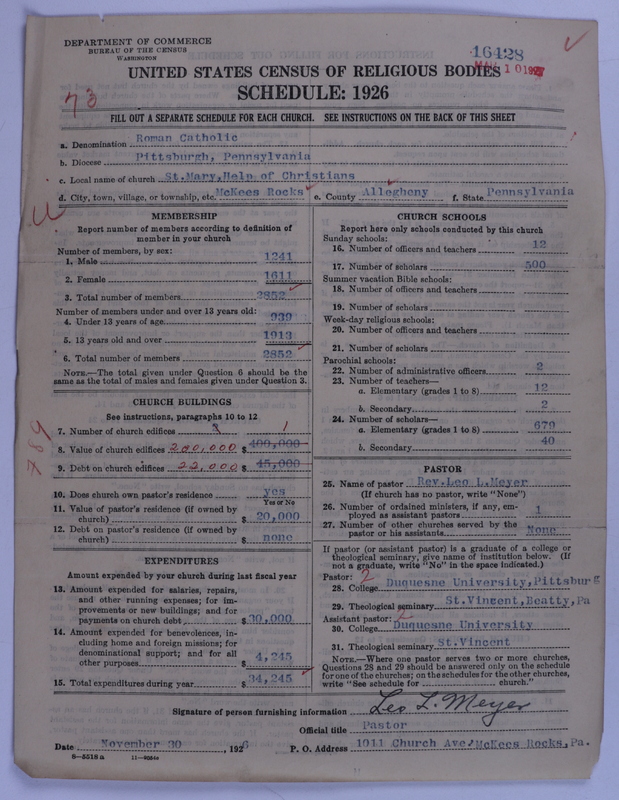 DEPARTMENT OF COMMERCE
BUREAU OF THE CENSUS
WASHINGTON
16428
MAY 10 1927
UNITED STATES CENSUS OF RELIGIOUS BODIES
SCHEDULE: 1926
73
FILL OUT A SEPARATE SCHEDULE FOR EACH CHURCH. SEE INSTRUCTIONS ON THE BACK OF THIS SHEET
a. Denomination Roman Catholic
b. Diocese Pittsburgh, Pennsylvania
c. Local name of church St.Mary,Help of Christians
d. City, town, village, or township, etc. McKees Rocks e. County Allegheny f. State Pennsylvania
MEMBERSHIP
Report number of members according to definition of
member in your church
Number of members, by sex:
1. Male 1241
2. Female 1611
3. Total number of members 2852
Number of members under and over 13 years old:
4. Under 13 years of age 939
5. 13 years old and over 1913
6. Total number of members 2852
NOTE.—The total given under Question 6 should be the
same as the total of males and females given under Question 3.
CHURCH BUILDINGS
See instructions, paragraphs 10 to 12
7. Number of church edifices 3 1
8. Value of church edifices 200,000 $ 400,000
9. Debt on church edifices 22,000 $ 45,000
789
10. Does church own pastor's residence yes
Yes or No
11. Value of pastor's residence (if owned by
church) $ 20,000
12. Debt on pastor's residence (if owned by
church) $ none
EXPENDITURES
Amount expended by your church during last fiscal year
13. Amount expended for salaries, repairs,
and other running expenses; for im-
provements or new buildings; and for
payments on church debt $ 30,000
14. Amount expended for benevolences, in-
cluding home and foreign missions; for
denominational support; and for all
other purposes $ 4,245
15. Total expenditures during year $ 34,245
CHURCH SCHOOLS
Report here only schools conducted by this church
Sunday schools:
16. Number of officers and teachers 12
17. Number of scholars 500
Summer vacation Bible schools:
18. Number of officers and teachers
19. Number of scholars
Week-day religious schools:
20. Number of officers and teachers
21. Number of scholars
Parochial schools:
22. Number of administrative officers 2
23. Number of teachers—
a. Elementary (grades 1 to 8) 12
b. Secondary 2
24. Number of scholars—
a. Elementary (grades 1 to 8) 679
b. Secondary 40
PASTOR
25. Name of pastor Rev.Leo L.Meyer
(If church has no pastor, write "None")
26. Number of ordained ministers, if any, em-
ployed as assistant pastors 1
27. Number of other churches served by the
pastor or his assistants None
If pastor (or assistant pastor) is a graduate of a college or
theological seminary, give name of institution below. (If
not a graduate, write "No" in the space indicated.)
Pastor: 2
28. College Duquesne University,Pittsburg
29. Theological seminary St.Vincent,Beatty,Pa
Assistant pastor: 2
30. College Duquesne University
31. Theological seminary St.Vincent
NOTE.—Where one pastor serves two or more churches,
Questions 28 and 29 should be answered only on the schedule
for one of the churches; on the schedules for the other churches,
write "See schedule for church."
Signature of person furnishing information Leo L. Meyer
Official title Pastor
Date November 30, 1926 P. O. Address 1011 Church Ave. McKees Rocks,Pa.
8—5518 a 11—9354a